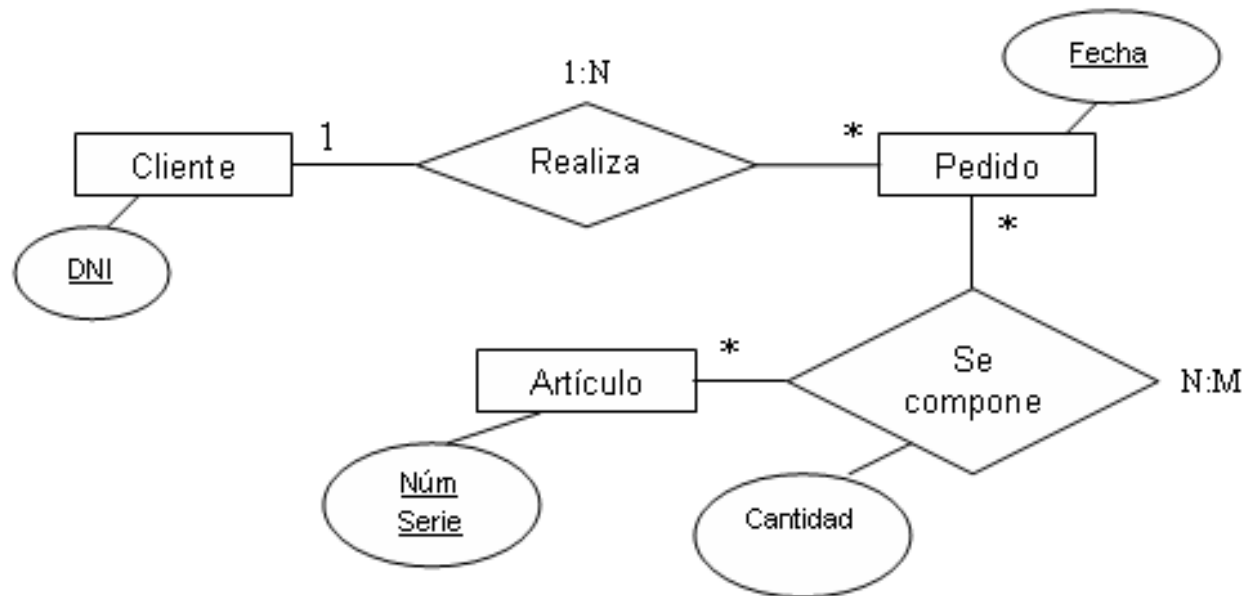 Fecha
1:N
Cliente
1
Realiza
*
Pedido
*
DNI
Artículo
*
Se
compone
N:M
Núm
Serie
Cantidad